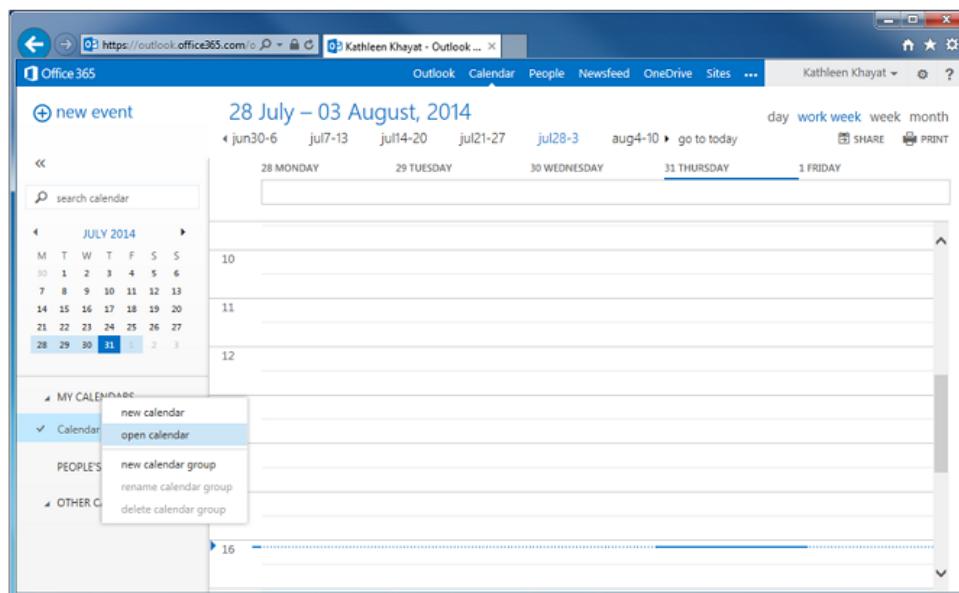 https://outlook.office365.com/o
Kathleen Khayat - Outlook ...
Office 365
Outlook Calendar People Newsfeed OneDrive Sites ...
Kathleen Khayat
?
new event
28 July – 03 August, 2014
day work week week month
jun30-6 jul7-13 jul14-20 jul21-27 jul28-3 aug4-10 go to today
SHARE PRINT
«
28 MONDAY 29 TUESDAY 30 WEDNESDAY 31 THURSDAY 1 FRIDAY
search calendar
JULY 2014
M T W T F S S
30 1 2 3 4 5 6
7 8 9 10 11 12 13
14 15 16 17 18 19 20
21 22 23 24 25 26 27
28 29 30 31 1 2 3
10
11
12
16
MY CALENDARS
Calendar
PEOPLE'S
OTHER C
new calendar
open calendar
new calendar group
rename calendar group
delete calendar group